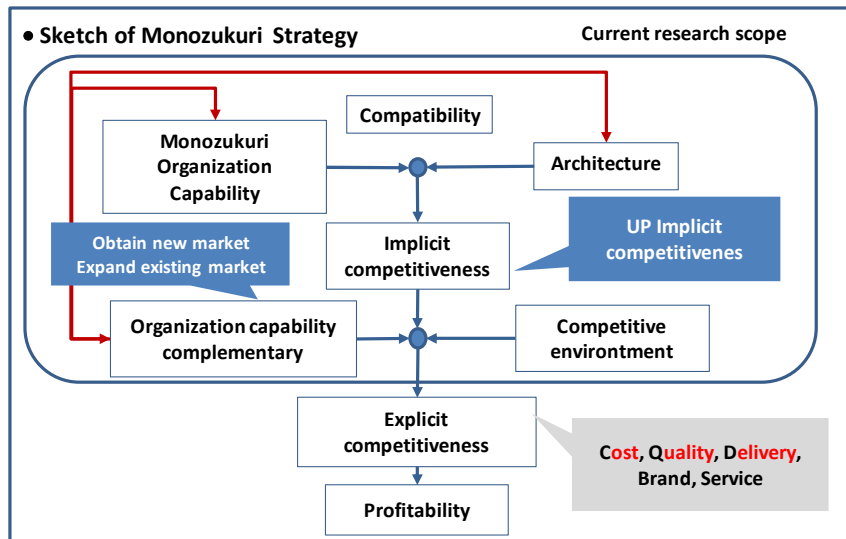 • Sketch of Monozukuri Strategy
Current research scope
Compatibility
Monozukuri
Organization
Capability
Architecture
Obtain new market
Expand existing market
Implicit
competitiveness
UP Implicit
competitivenes
Organization capability
complementary
Competitive
environtment
Explicit
competitiveness
Cost, Quality, Delivery,
Brand, Service
Profitability